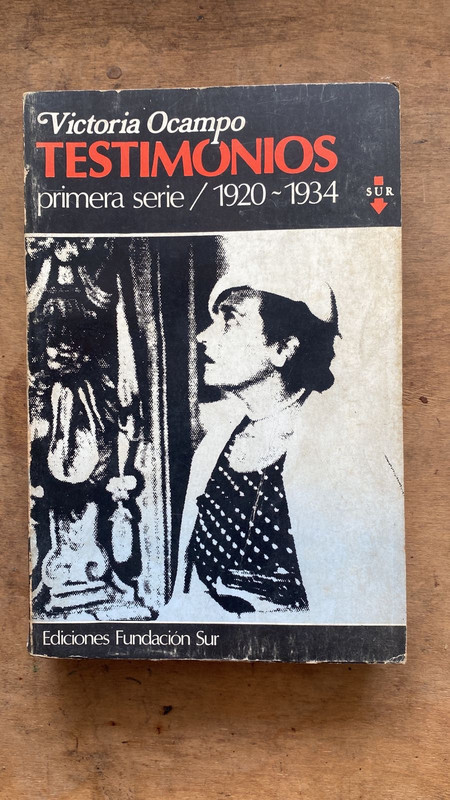 Victoria Ocampo
TESTIMONIOS
primera serie / 1920 ~ 1934
SUR
Ediciones Fundación Sur